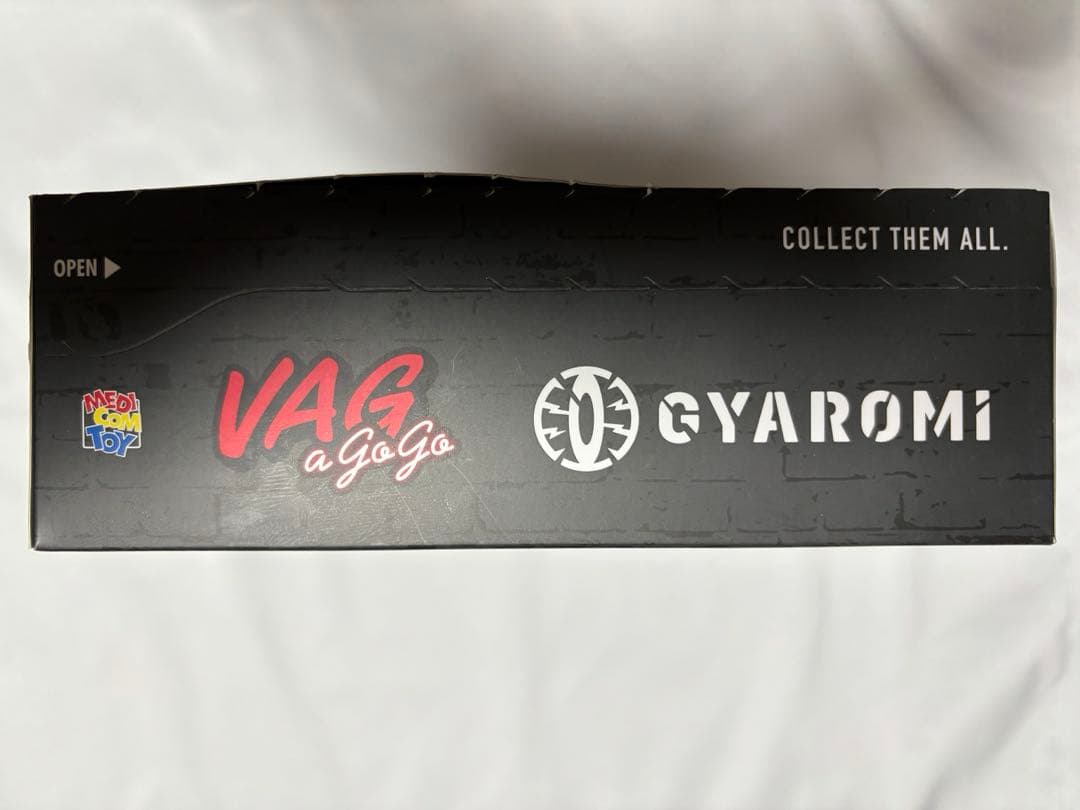 COLLECT THEM ALL.
OPEN
MEDI
COM
TOY
VAG
a GoGo
GYAROMI